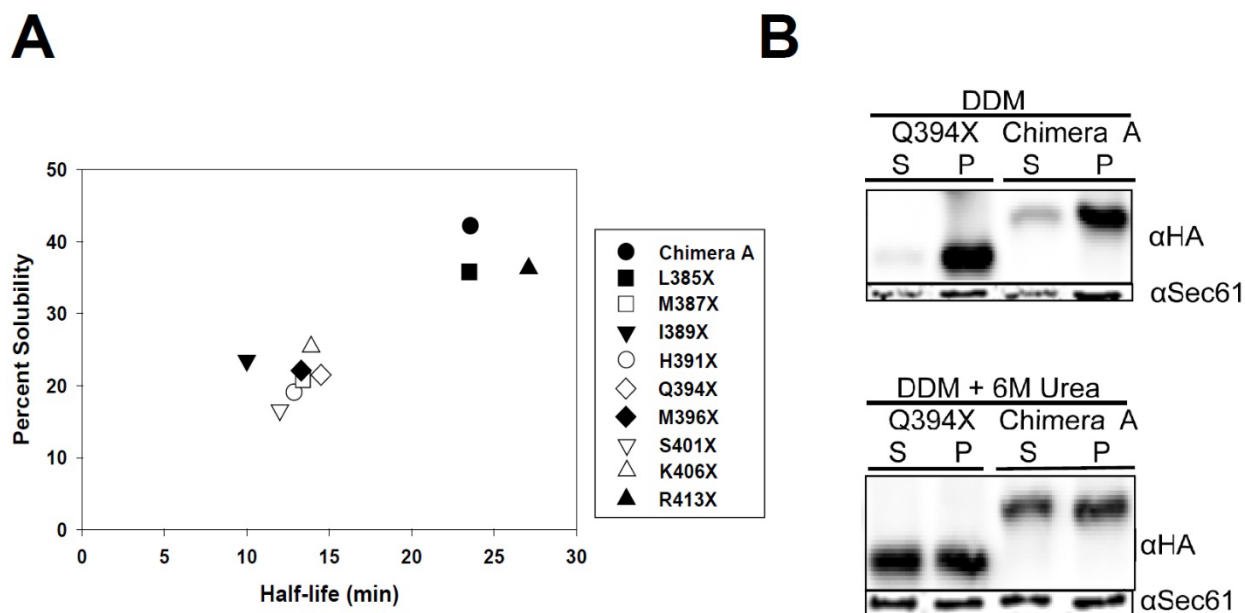 A
Percent Solubility
50
40
30
20
10
0
0 5 10 15 20 25 30
Half-life (min)
Chimera A
L385X
M387X
I389X
H391X
Q394X
M396X
S401X
K406X
R413X
B
DDM
Q394X Chimera A
S P S P
αHA
αSec61
DDM + 6M Urea
Q394X Chimera A
S P S P
αHA
αSec61